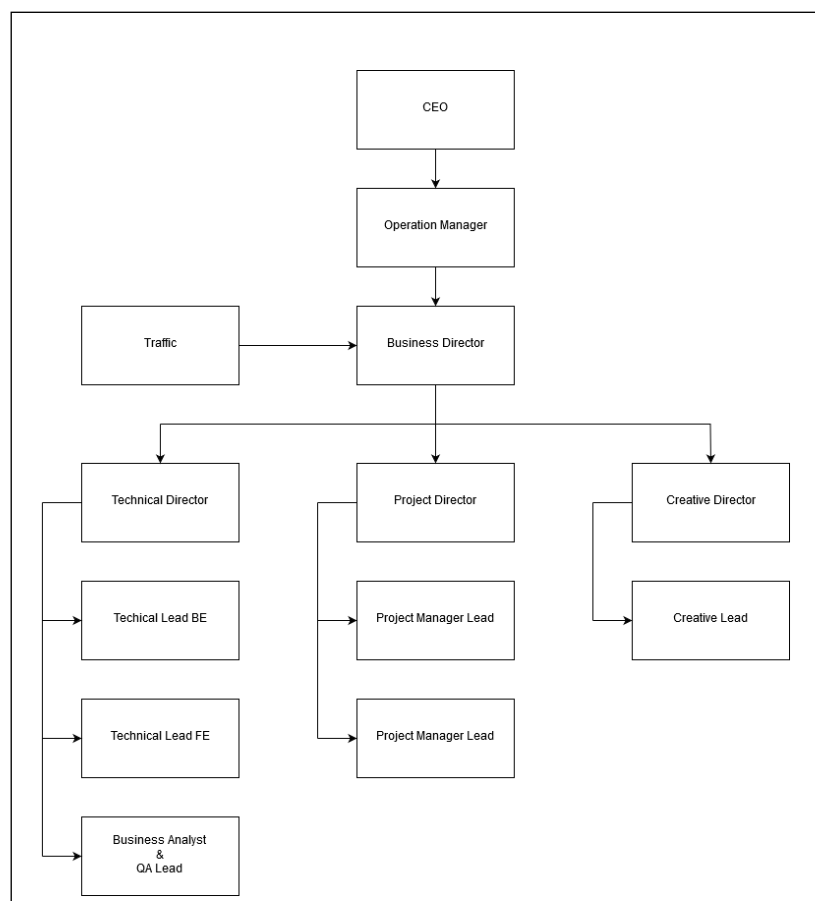 CEO
Operation Manager
Traffic
Business Director
Technical Director
Project Director
Creative Director
Techical Lead BE
Project Manager Lead
Creative Lead
Technical Lead FE
Project Manager Lead
Business Analyst
&
QA Lead